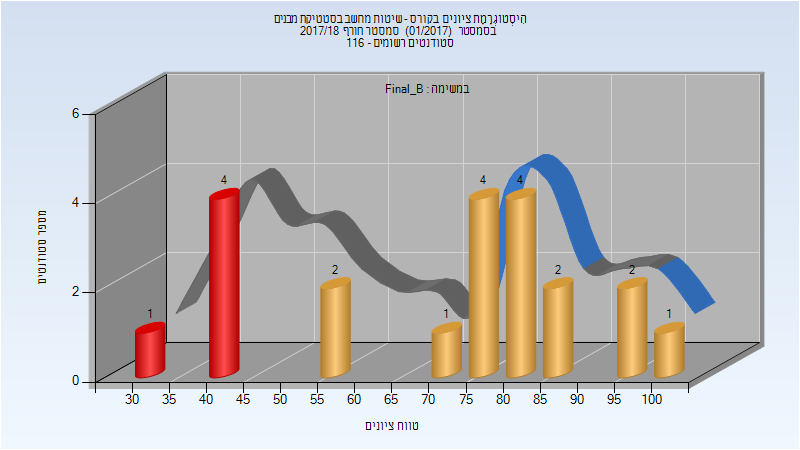 היסטוגרמת ציונים בקורס - שיטות מחשב בסטטיקת מבנים
בסמסטר (01/2017) סמסטר חורף 2017/18
סטודנטים רשומים - 116
במשימה : Final_B
מספר סטודנטים
6
4
2
0
1
4
2
1
4
4
2
2
1
30 35 40 45 50 55 60 65 70 75 80 85 90 95 100
טווח ציונים